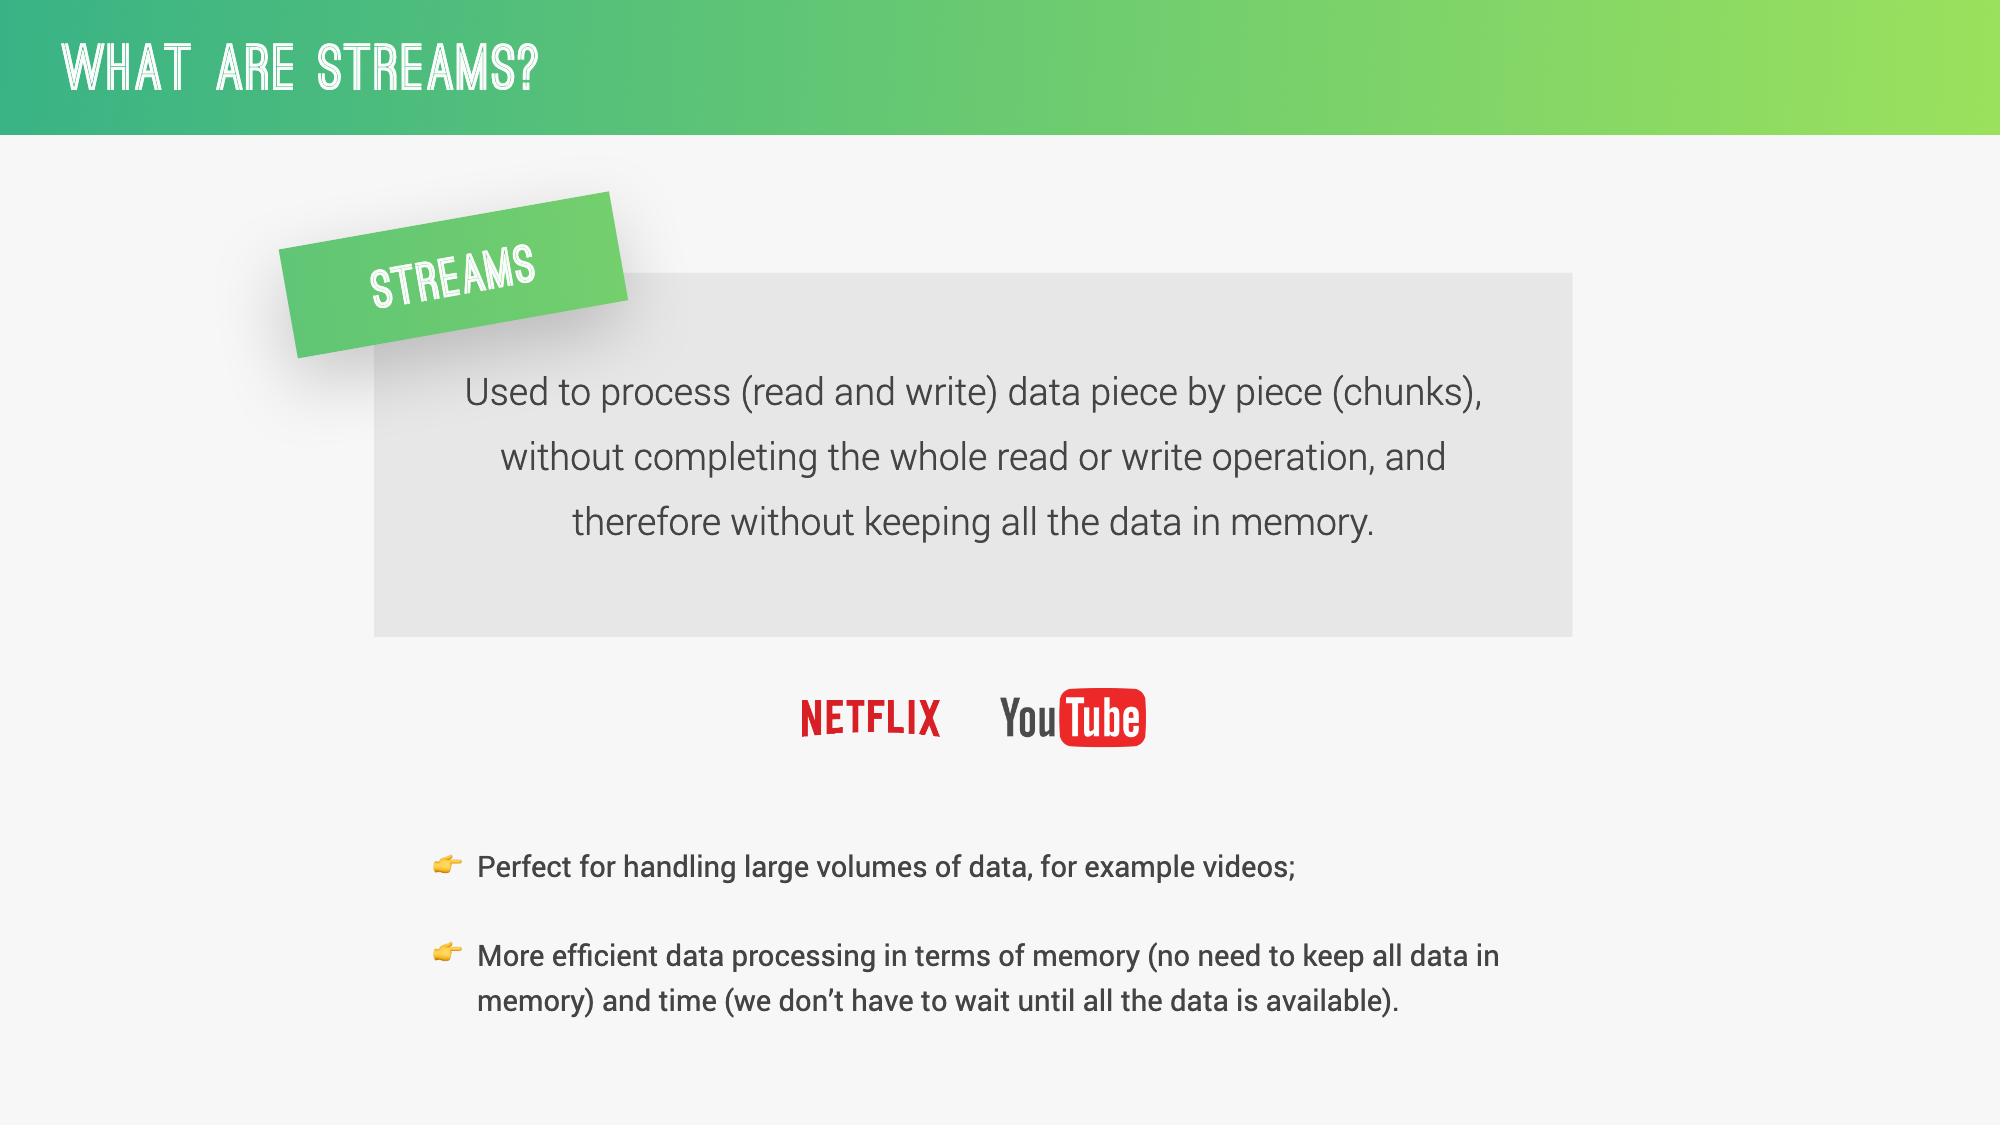 WHAT ARE STREAMS?
STREAMS
Used to process (read and write) data piece by piece (chunks),
without completing the whole read or write operation, and
therefore without keeping all the data in memory.
NETFLIX
YouTube
👉 Perfect for handling large volumes of data, for example videos;
👉 More efficient data processing in terms of memory (no need to keep all data in
memory) and time (we don’t have to wait until all the data is available).